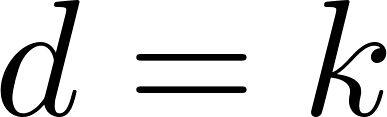 d = k